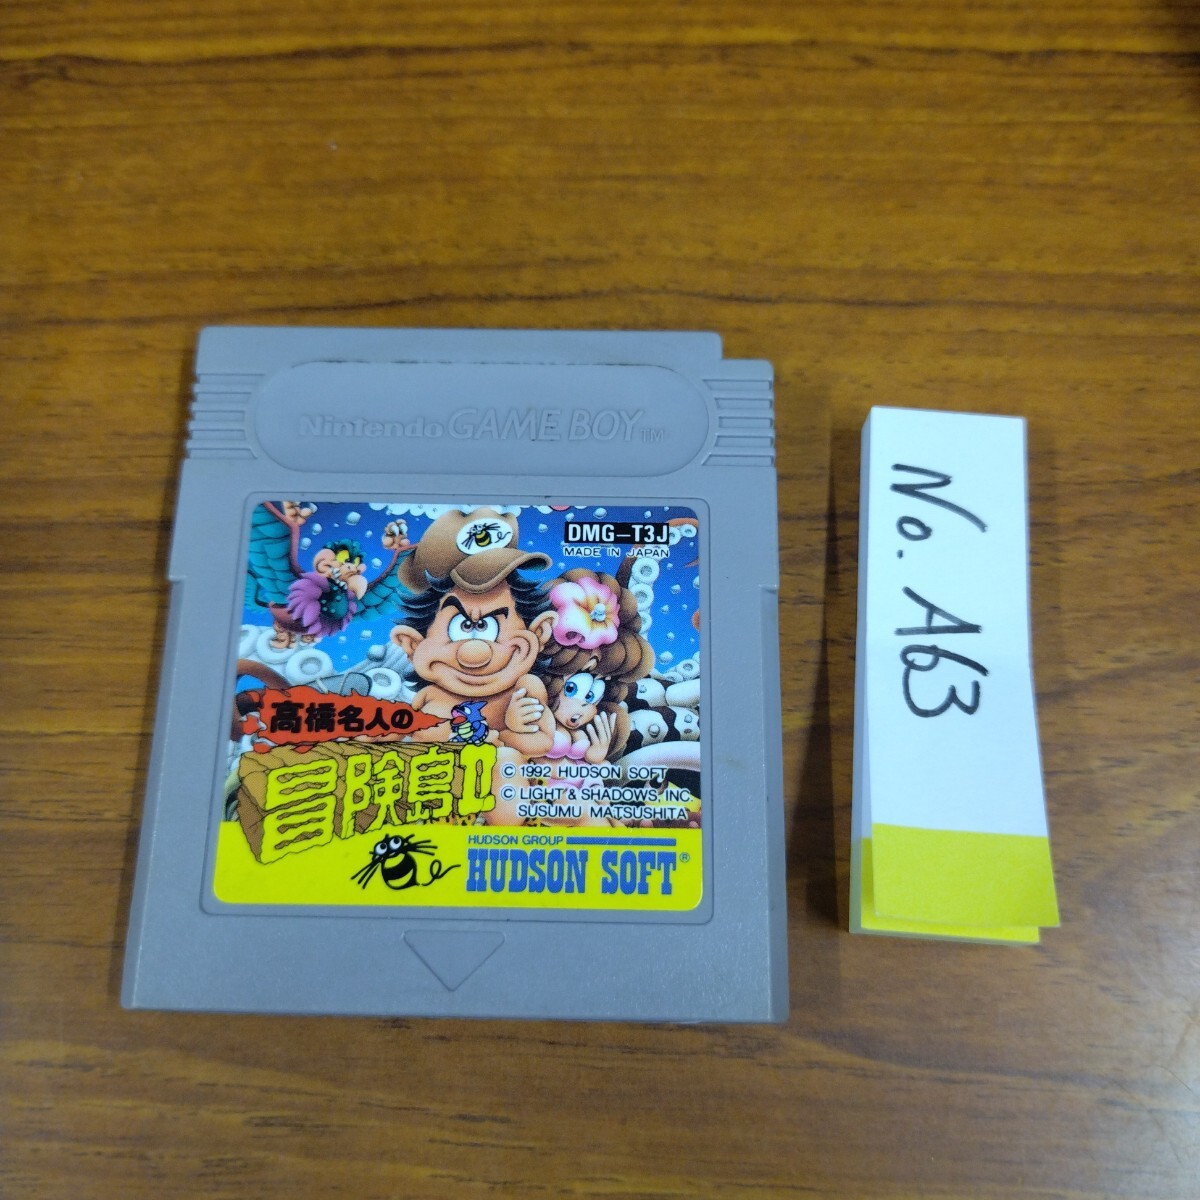 Nintendo GAME BOY TM
DMG-T3J
MADE IN JAPAN
高橋名人の
冒険島II
© 1992 HUDSON SOFT
© LIGHT & SHADOWS, INC.
SUSUMU MATSUSHITA
HUDSON GROUP
HUDSON SOFT®
No. A63